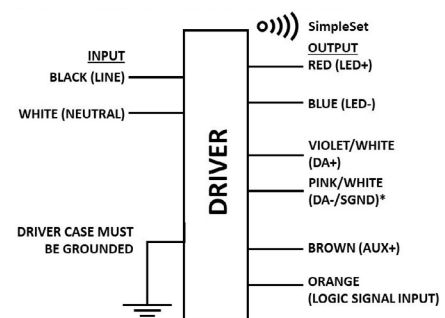 SimpleSet
INPUT
OUTPUT
BLACK (LINE)
RED (LED+)
WHITE (NEUTRAL)
BLUE (LED-)
DRIVER
VIOLET/WHITE
(DA+)
PINK/WHITE
(DA-/SGND)*
DRIVER CASE MUST
BE GROUNDED
BROWN (AUX+)
ORANGE
(LOGIC SIGNAL INPUT)